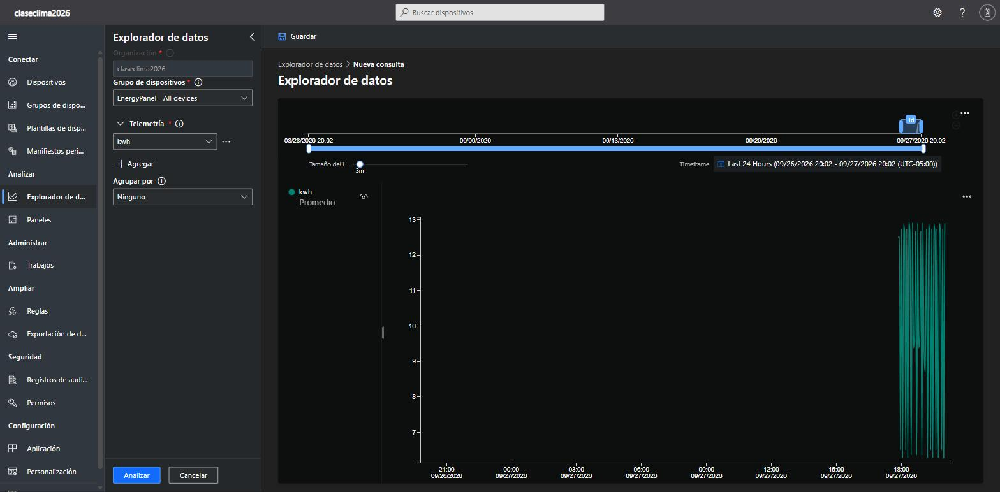 claseclima2026
Buscar dispositivos
?
Conectar
Dispositivos
Grupos de dispo...
Plantillas de disp...
Manifiestos peri...
Analizar
Explorador de d...
Paneles
Administrar
Trabajos
Ampliar
Reglas
Exportación de d...
Seguridad
Registros de audi...
Permisos
Configuración
Aplicación
Personalización
Explorador de datos
Organización *
claseclima2026
Grupo de dispositivos *
EnergyPanel - All devices
Telemetría *
kwh
Agregar
Agrupar por
Ninguno
Analizar
Cancelar
Guardar
Explorador de datos > Nueva consulta
Explorador de datos
1d
08/28/2026 20:02 09/06/2026 09/13/2026 09/20/2026 09/27/2026 20:02
Tamaño del i...
3m
Timeframe Last 24 Hours (09/26/2026 20:02 - 09/27/2026 20:02 (UTC-05:00))
kwh
Promedio
13
12
11
10
9
8
7
21:00 00:00 03:00 06:00 09:00 12:00 15:00 18:00
09/26/2026 09/27/2026 09/27/2026 09/27/2026 09/27/2026 09/27/2026 09/27/2026 09/27/2026